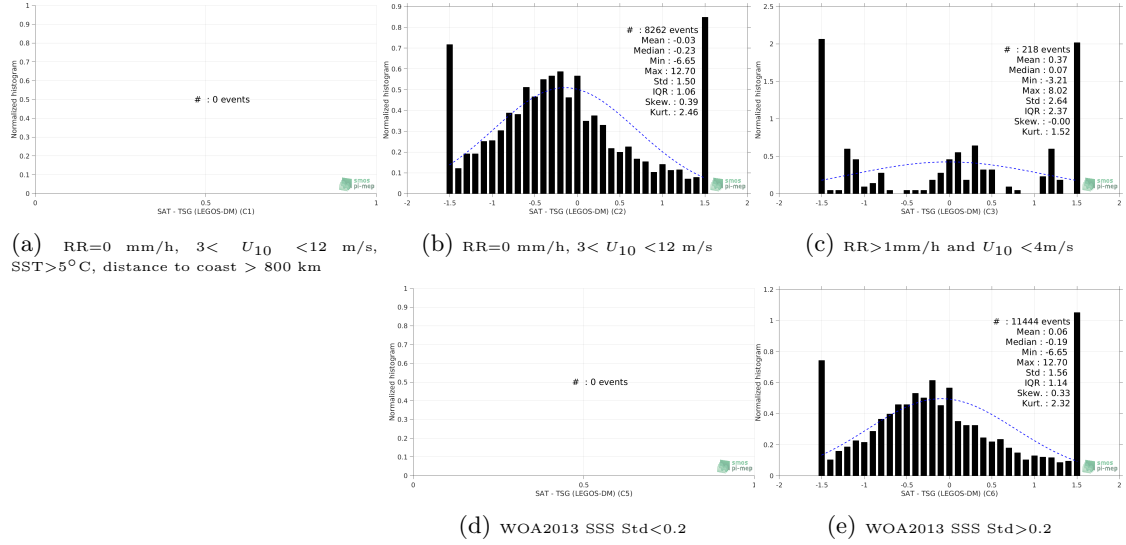 1
0.9
0.8
0.7
0.6
0.5
0.4
0.3
0.2
0.1
0
Normalized histogram
# : 0 events
0 0.5 1
SAT - TSG (LEGOS-DM) (C1)
smos
pi-mep
0.9
0.8
0.7
0.6
0.5
0.4
0.3
0.2
0.1
0
Normalized histogram
# : 8262 events
Mean : -0.03
Median : -0.23
Min : -6.65
Max : 12.70
Std : 1.50
IQR : 1.06
Skew. : 0.39
Kurt. : 2.46
-2 -1.5 -1 -0.5 0 0.5 1 1.5 2
SAT - TSG (LEGOS-DM) (C2)
smos
pi-mep
2.5
2
1.5
1
0.5
0
Normalized histogram
# : 218 events
Mean : 0.37
Median : 0.07
Min : -3.21
Max : 8.02
Std : 2.64
IQR : 2.37
Skew. : -0.00
Kurt. : 1.52
-2 -1.5 -1 -0.5 0 0.5 1 1.5 2
SAT - TSG (LEGOS-DM) (C3)
smos
pi-mep
(a) RR=0 mm/h, 3< U10 <12 m/s,
SST>5°C, distance to coast > 800 km
(b) RR=0 mm/h, 3< U10 <12 m/s
(c) RR>1mm/h and U10 <4m/s
1
0.9
0.8
0.7
0.6
0.5
0.4
0.3
0.2
0.1
0
Normalized histogram
# : 0 events
0 0.5 1
SAT - TSG (LEGOS-DM) (C5)
smos
pi-mep
1.2
1
0.8
0.6
0.4
0.2
0
Normalized histogram
# : 11444 events
Mean : 0.06
Median : -0.19
Min : -6.65
Max : 12.70
Std : 1.56
IQR : 1.14
Skew. : 0.33
Kurt. : 2.32
-2 -1.5 -1 -0.5 0 0.5 1 1.5 2
SAT - TSG (LEGOS-DM) (C6)
smos
pi-mep
(d) WOA2013 SSS Std<0.2
(e) WOA2013 SSS Std>0.2